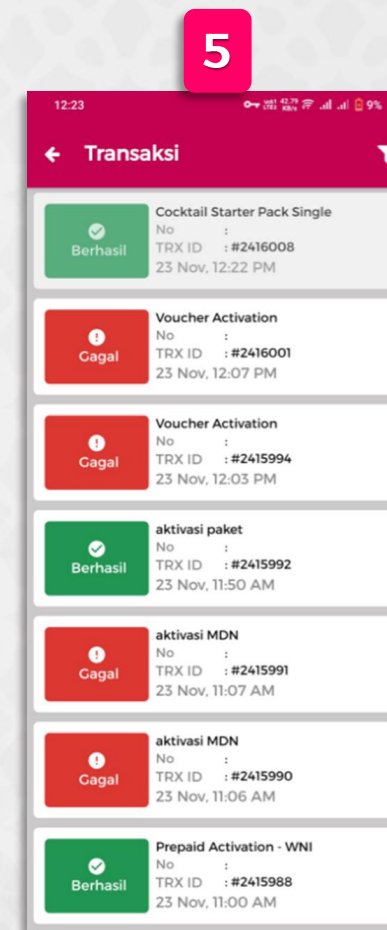 5
12:23 42.79 KB/s 9%
Transaksi
Cocktail Starter Pack Single
No :
Berhasil
TRX ID : #2416008
23 Nov, 12:22 PM
Voucher Activation
No :
Gagal
TRX ID : #2416001
23 Nov, 12:07 PM
Voucher Activation
No :
Gagal
TRX ID : #2415994
23 Nov, 12:03 PM
aktivasi paket
No :
Berhasil
TRX ID : #2415992
23 Nov, 11:50 AM
aktivasi MDN
No :
Gagal
TRX ID : #2415991
23 Nov, 11:07 AM
aktivasi MDN
No :
Gagal
TRX ID : #2415990
23 Nov, 11:06 AM
Prepaid Activation - WNI
No :
Berhasil
TRX ID : #2415988
23 Nov, 11:00 AM